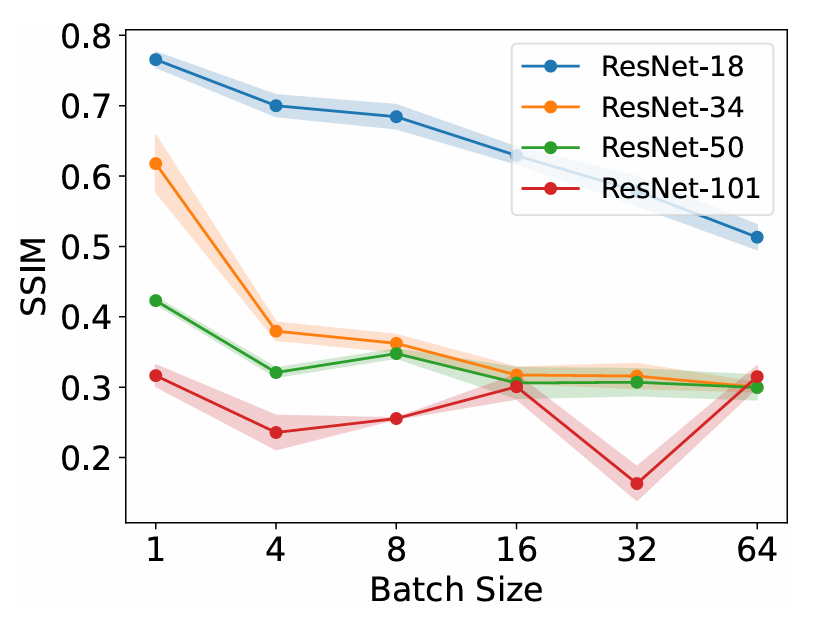 0.8
0.7
0.6
0.5
0.4
0.3
0.2
SSIM
ResNet-18
ResNet-34
ResNet-50
ResNet-101
1 4 8 16 32 64
Batch Size